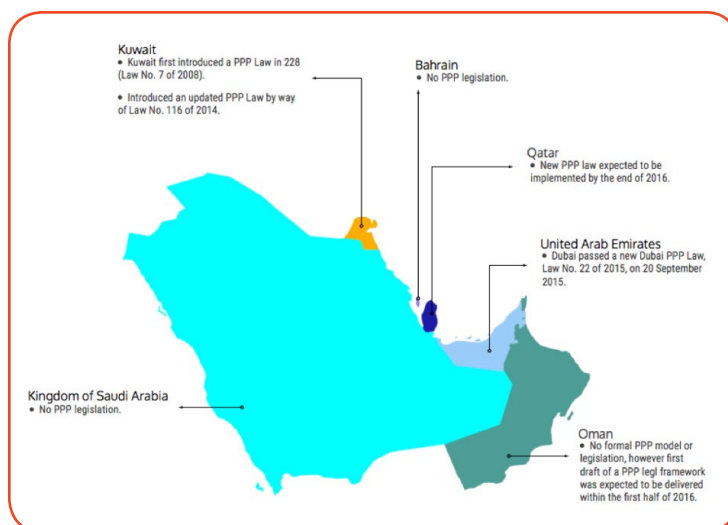 Kuwait
• Kuwait first introduced a PPP Law in 228
(Law No. 7 of 2008).
• Introduced an updated PPP Law by way
of Law No. 116 of 2014.
Bahrain
• No PPP legislation.
Qatar
• New PPP law expected to be
implemented by the end of 2016.
United Arab Emirates
• Dubai passed a new Dubai PPP Law,
Law No. 22 of 2015, on 20 September
2015.
Kingdom of Saudi Arabia
• No PPP legislation.
Oman
• No formal PPP model or
legislation, however first
draft of a PPP legl framework
was expected to be delivered
within the first half of 2016.